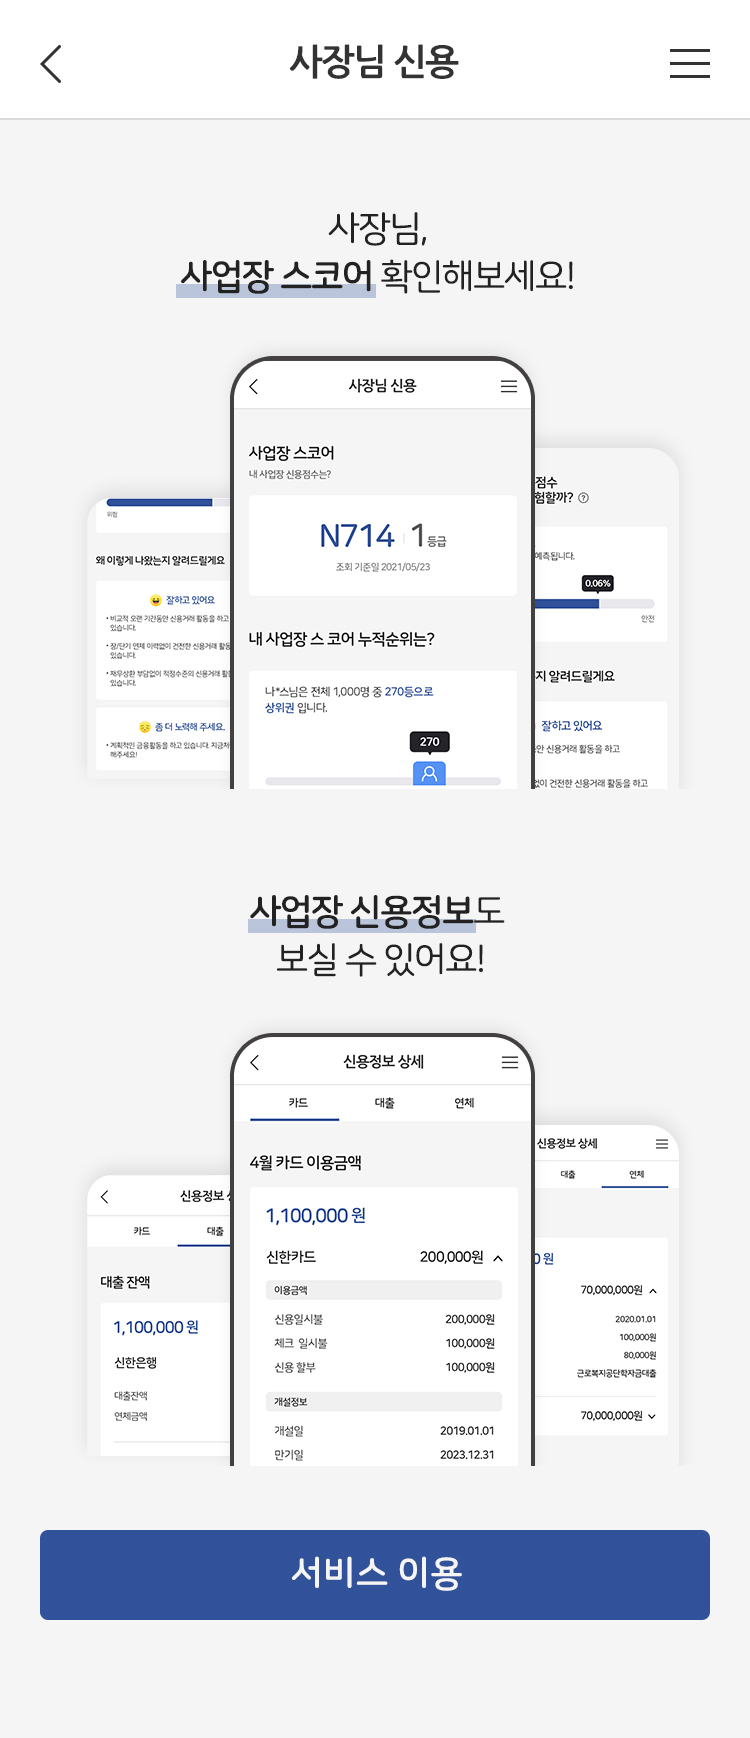 사장님 신용
사장님,
사업장 스코어 확인해보세요!
사장님 신용
사업장 스코어
내 사업장 신용점수는?
N714 1등급
조회 기준일 2021/05/23
내 사업장 스 코어 누적순위는?
나*스님은 전체 1,000명 중 270등으로
상위권 입니다.
270
위험
왜 이렇게 나왔는지 알려드릴게요
잘하고 있어요
• 비교적 오랜 기간동안 신용거래 활동을 하고
있습니다.
• 장/단기 연체 이력없이 건전한 신용거래 활동
있습니다.
• 재무상환 부담없이 적정수준의 신용거래 활
있습니다.
좀 더 노력해 주세요.
• 계획적인 금융활동을 하고 있습니다. 지금처
해주세요!
점수
험할까? ?
예측됩니다.
0.06%
안전
지 알려드릴게요
잘하고 있어요
안 신용거래 활동을 하고
없이 건전한 신용거래 활동을 하고
사업장 신용정보도
보실 수 있어요!
신용정보 상세
카드 대출 연체
4월 카드 이용금액
1,100,000 원
신한카드 200,000원
이용금액
신용일시불 200,000원
체크 일시불 100,000원
신용 할부 100,000원
개설정보
개설일 2019.01.01
만기일 2023.12.31
신용정보
카드 대출
대출 잔액
1,100,000 원
신한은행
대출잔액
연체금액
신용정보 상세
대출 연체
0 원
70,000,000원
2020.01.01
100,000원
80,000원
근로복지공단학자금대출
70,000,000원
서비스 이용